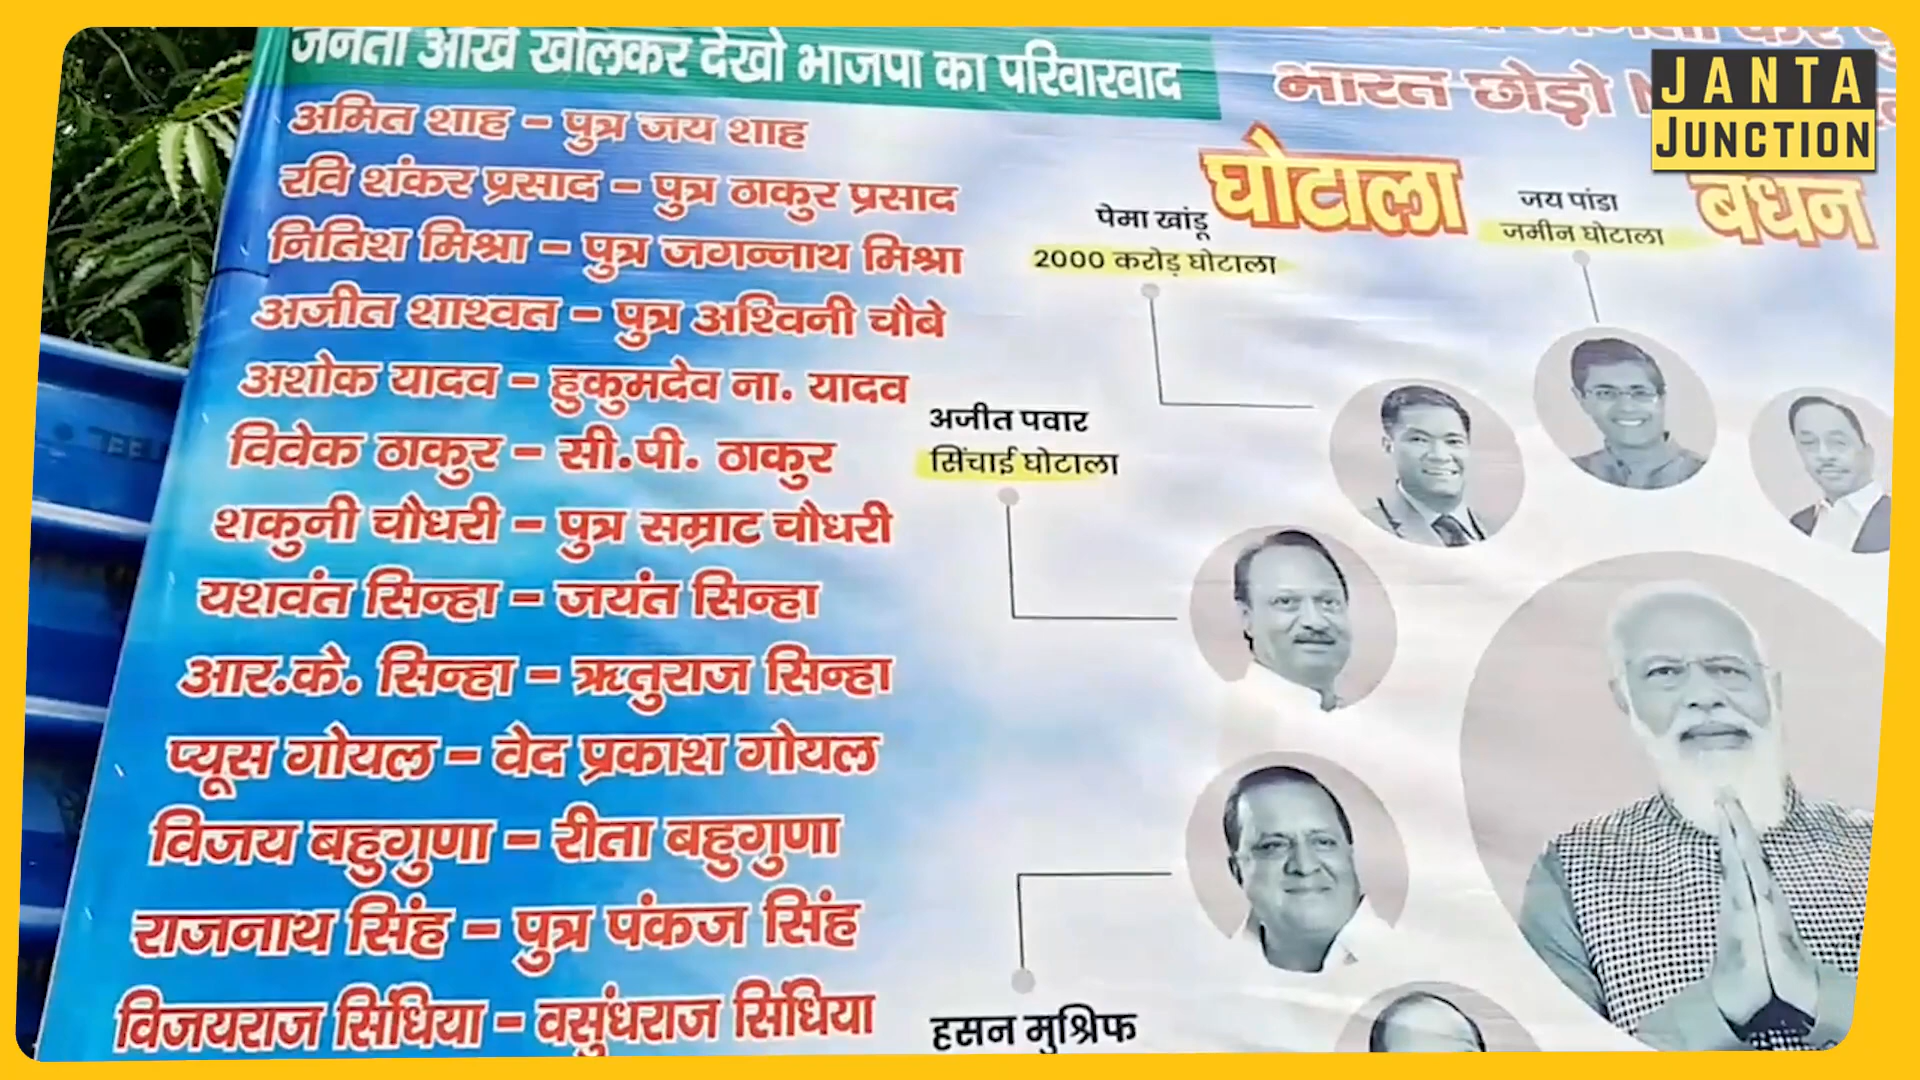 जनता आंखे खोलकर देखो भाजपा का परिवारवाद
अमित शाह - पुत्र जय शाह
रवि शंकर प्रसाद - पुत्र ठाकुर प्रसाद
नितिश मिश्रा - पुत्र जगन्नाथ मिश्रा
अजीत शाश्वत - पुत्र अश्विनी चौबे
अशोक यादव - हुकुमदेव ना. यादव
विवेक ठाकुर - सी.पी. ठाकुर
शकुनी चौधरी - पुत्र सम्राट चौधरी
यशवंत सिन्हा - जयंत सिन्हा
आर.के. सिन्हा - ऋतुराज सिन्हा
प्यूस गोयल - वेद प्रकाश गोयल
विजय बहुगुणा - रीता बहुगुणा
राजनाथ सिंह - पुत्र पंकज सिंह
विजयराज सिंधिया - वसुंधराज सिंधिया
भारत छोड़ो
घोटाला बधन
पेमा खांडू
2000 करोड़ घोटाला
जय पांडा
जमीन घोटाला
अजीत पवार
सिंचाई घोटाला
हसन मुश्रिफ
JANTA
JUNCTION